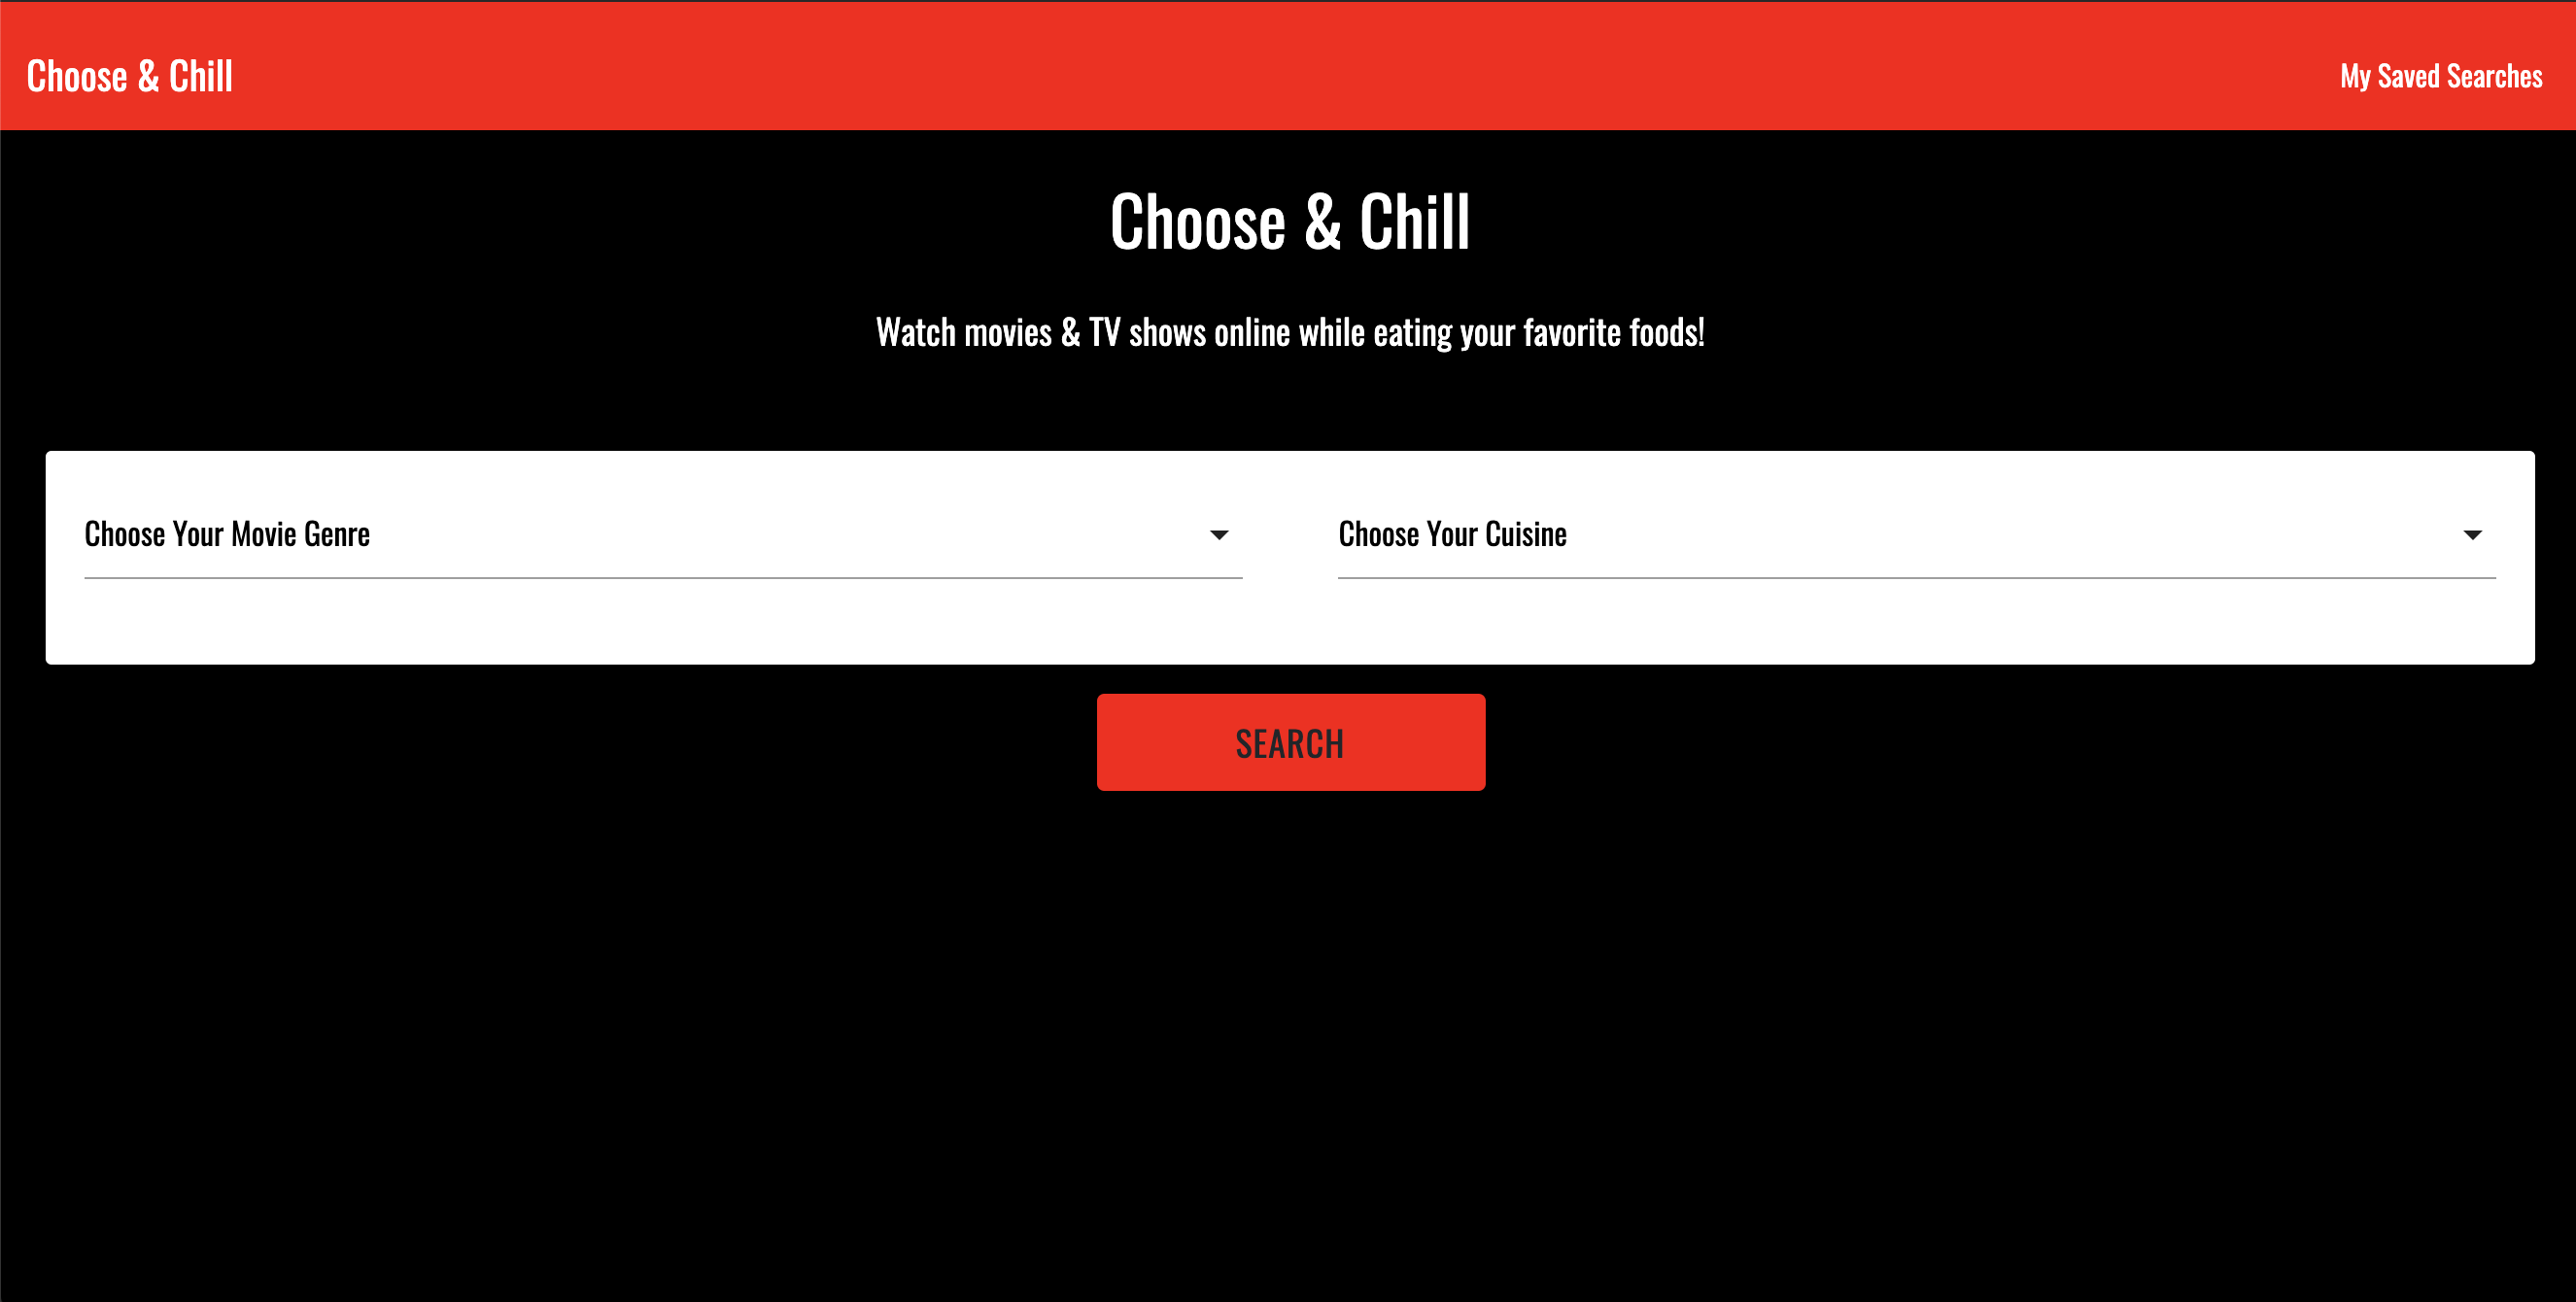 Choose & Chill
My Saved Searches
Choose & Chill
Watch movies & TV shows online while eating your favorite foods!
Choose Your Movie Genre
Choose Your Cuisine
SEARCH